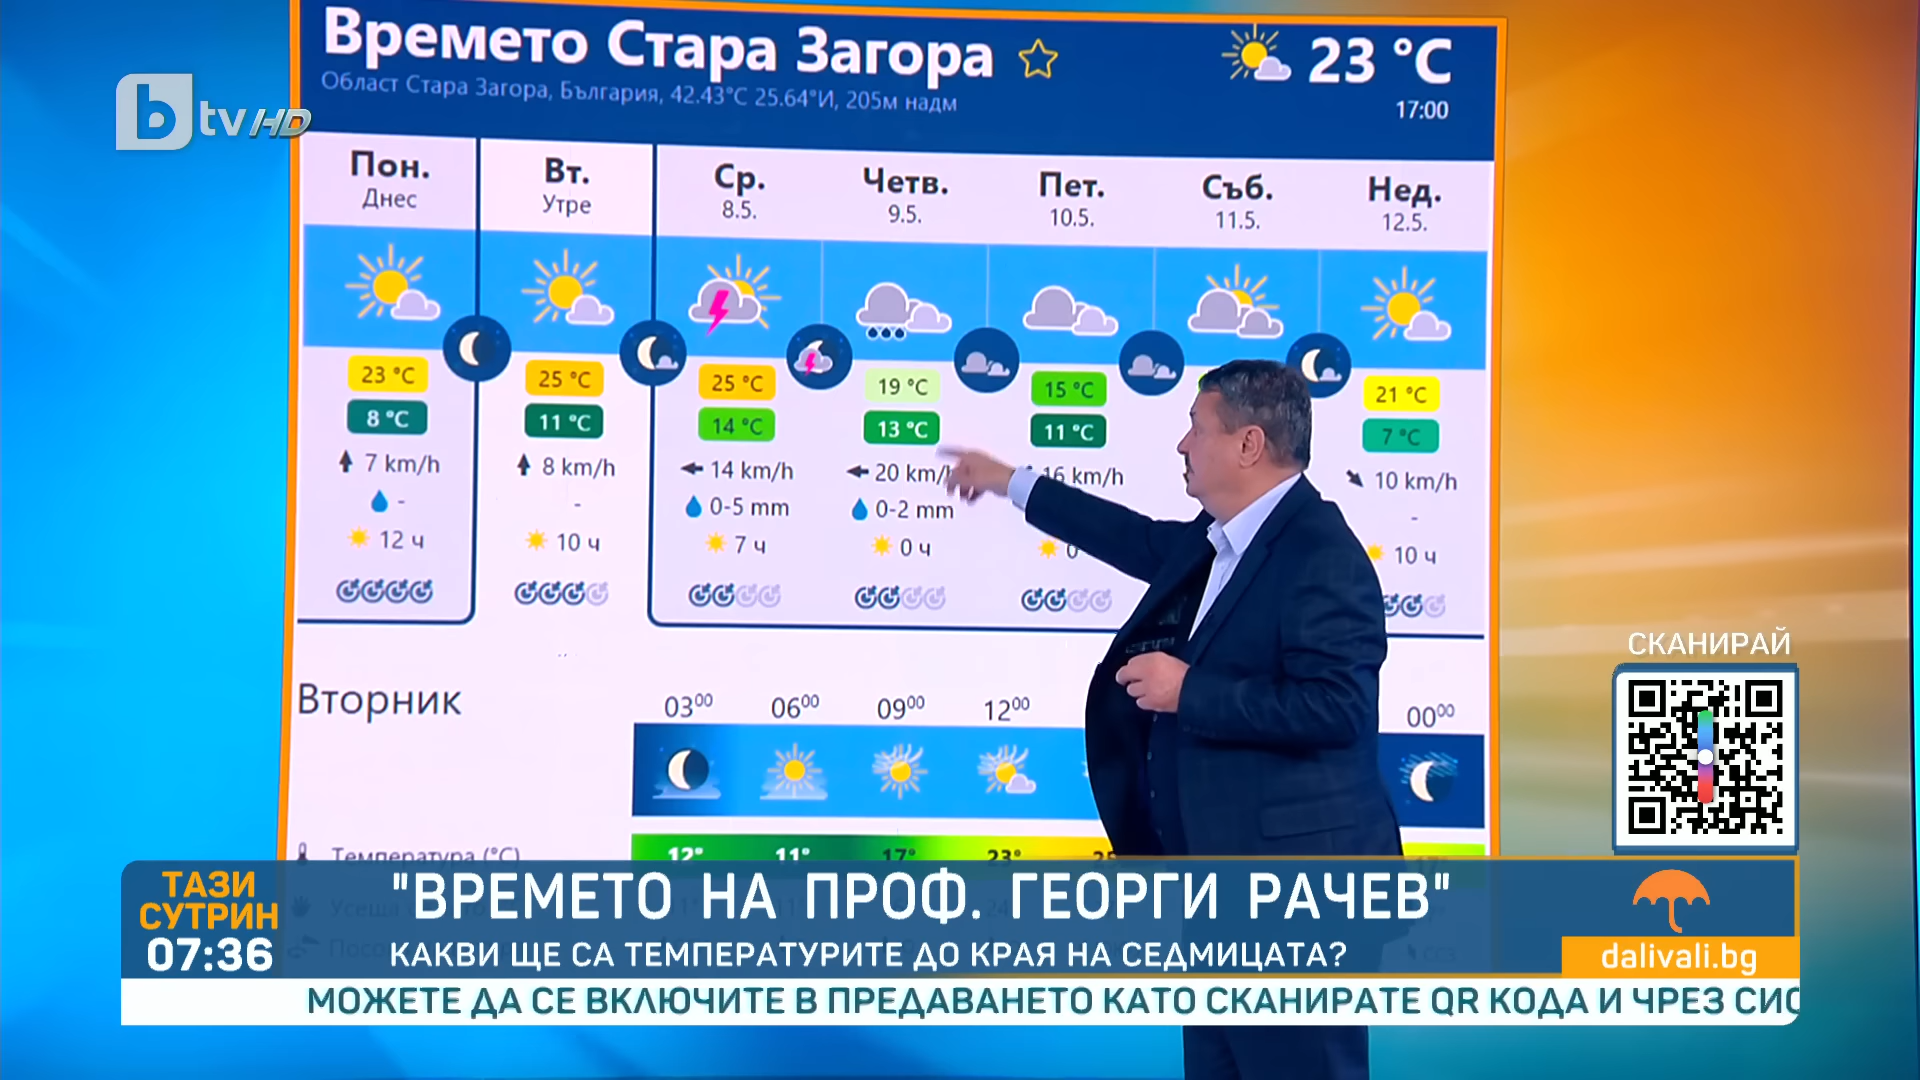 Времето Стара Загора
Област Стара Загора, България, 42.43°С 25.64°И, 205м надм
23 °C
17:00
btv HD
Пон. Вт. Ср. Четв. Пет. Съб. Нед.
Днес Утре 8.5. 9.5. 10.5. 11.5. 12.5.
23 °C 25 °C 25 °C 19 °C 15 °C 21 °C
8 °C 11 °C 14 °C 13 °C 11 °C 7 °C
7 km/h 8 km/h 14 km/h 20 km/h 16 km/h 10 km/h
- - 0-5 mm 0-2 mm -
12 ч 10 ч 7 ч 0 ч 0 10 ч
СКАНИРАЙ
Вторник
03⁰⁰ 06⁰⁰ 09⁰⁰ 12⁰⁰ 00⁰⁰
Температура (°C) 12° 11° 17° 23°
ТАЗИ
СУТРИН
07:36
"ВРЕМЕТО НА ПРОФ. ГЕОРГИ РАЧЕВ"
КАКВИ ЩЕ СА ТЕМПЕРАТУРИТЕ ДО КРАЯ НА СЕДМИЦАТА?
dalivali.bg
МОЖЕТЕ ДА СЕ ВКЛЮЧИТЕ В ПРЕДАВАНЕТО КАТО СКАНИРАТЕ QR КОДА И ЧРЕЗ СИС